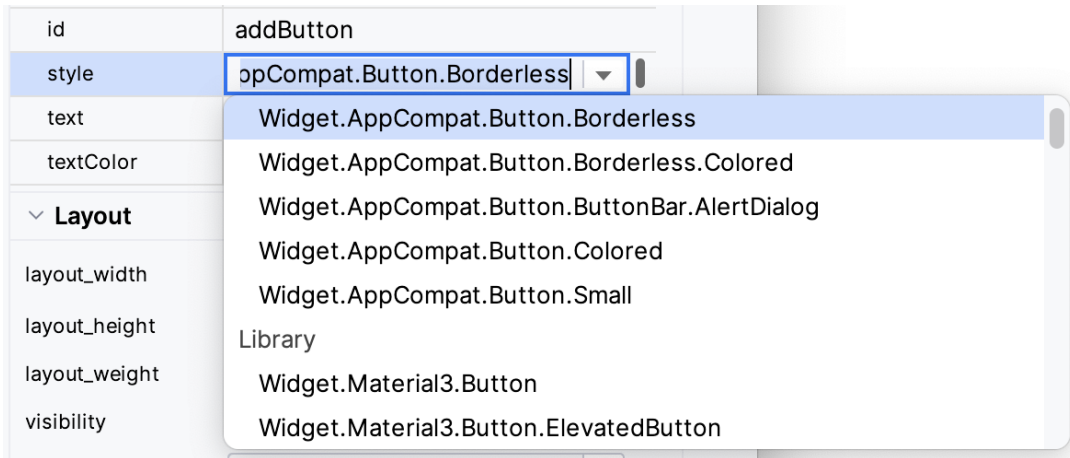 id addButton
style ppCompat.Button.Borderless
text Widget.AppCompat.Button.Borderless
textColor Widget.AppCompat.Button.Borderless.Colored
Widget.AppCompat.Button.ButtonBar.AlertDialog
Layout
Widget.AppCompat.Button.Colored
layout_width
Widget.AppCompat.Button.Small
layout_height
Library
layout_weight
Widget.Material3.Button
visibility
Widget.Material3.Button.ElevatedButton